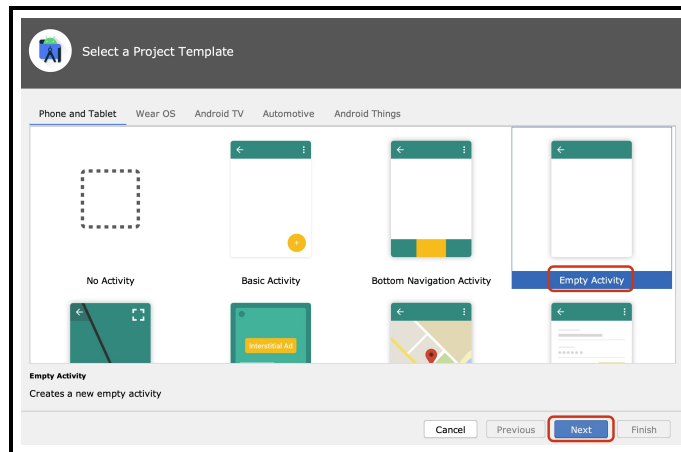 Select a Project Template
Phone and Tablet Wear OS Android TV Automotive Android Things
No Activity Basic Activity Bottom Navigation Activity Empty Activity
Interstitial Ad
Empty Activity
Creates a new empty activity
Cancel Previous Next Finish